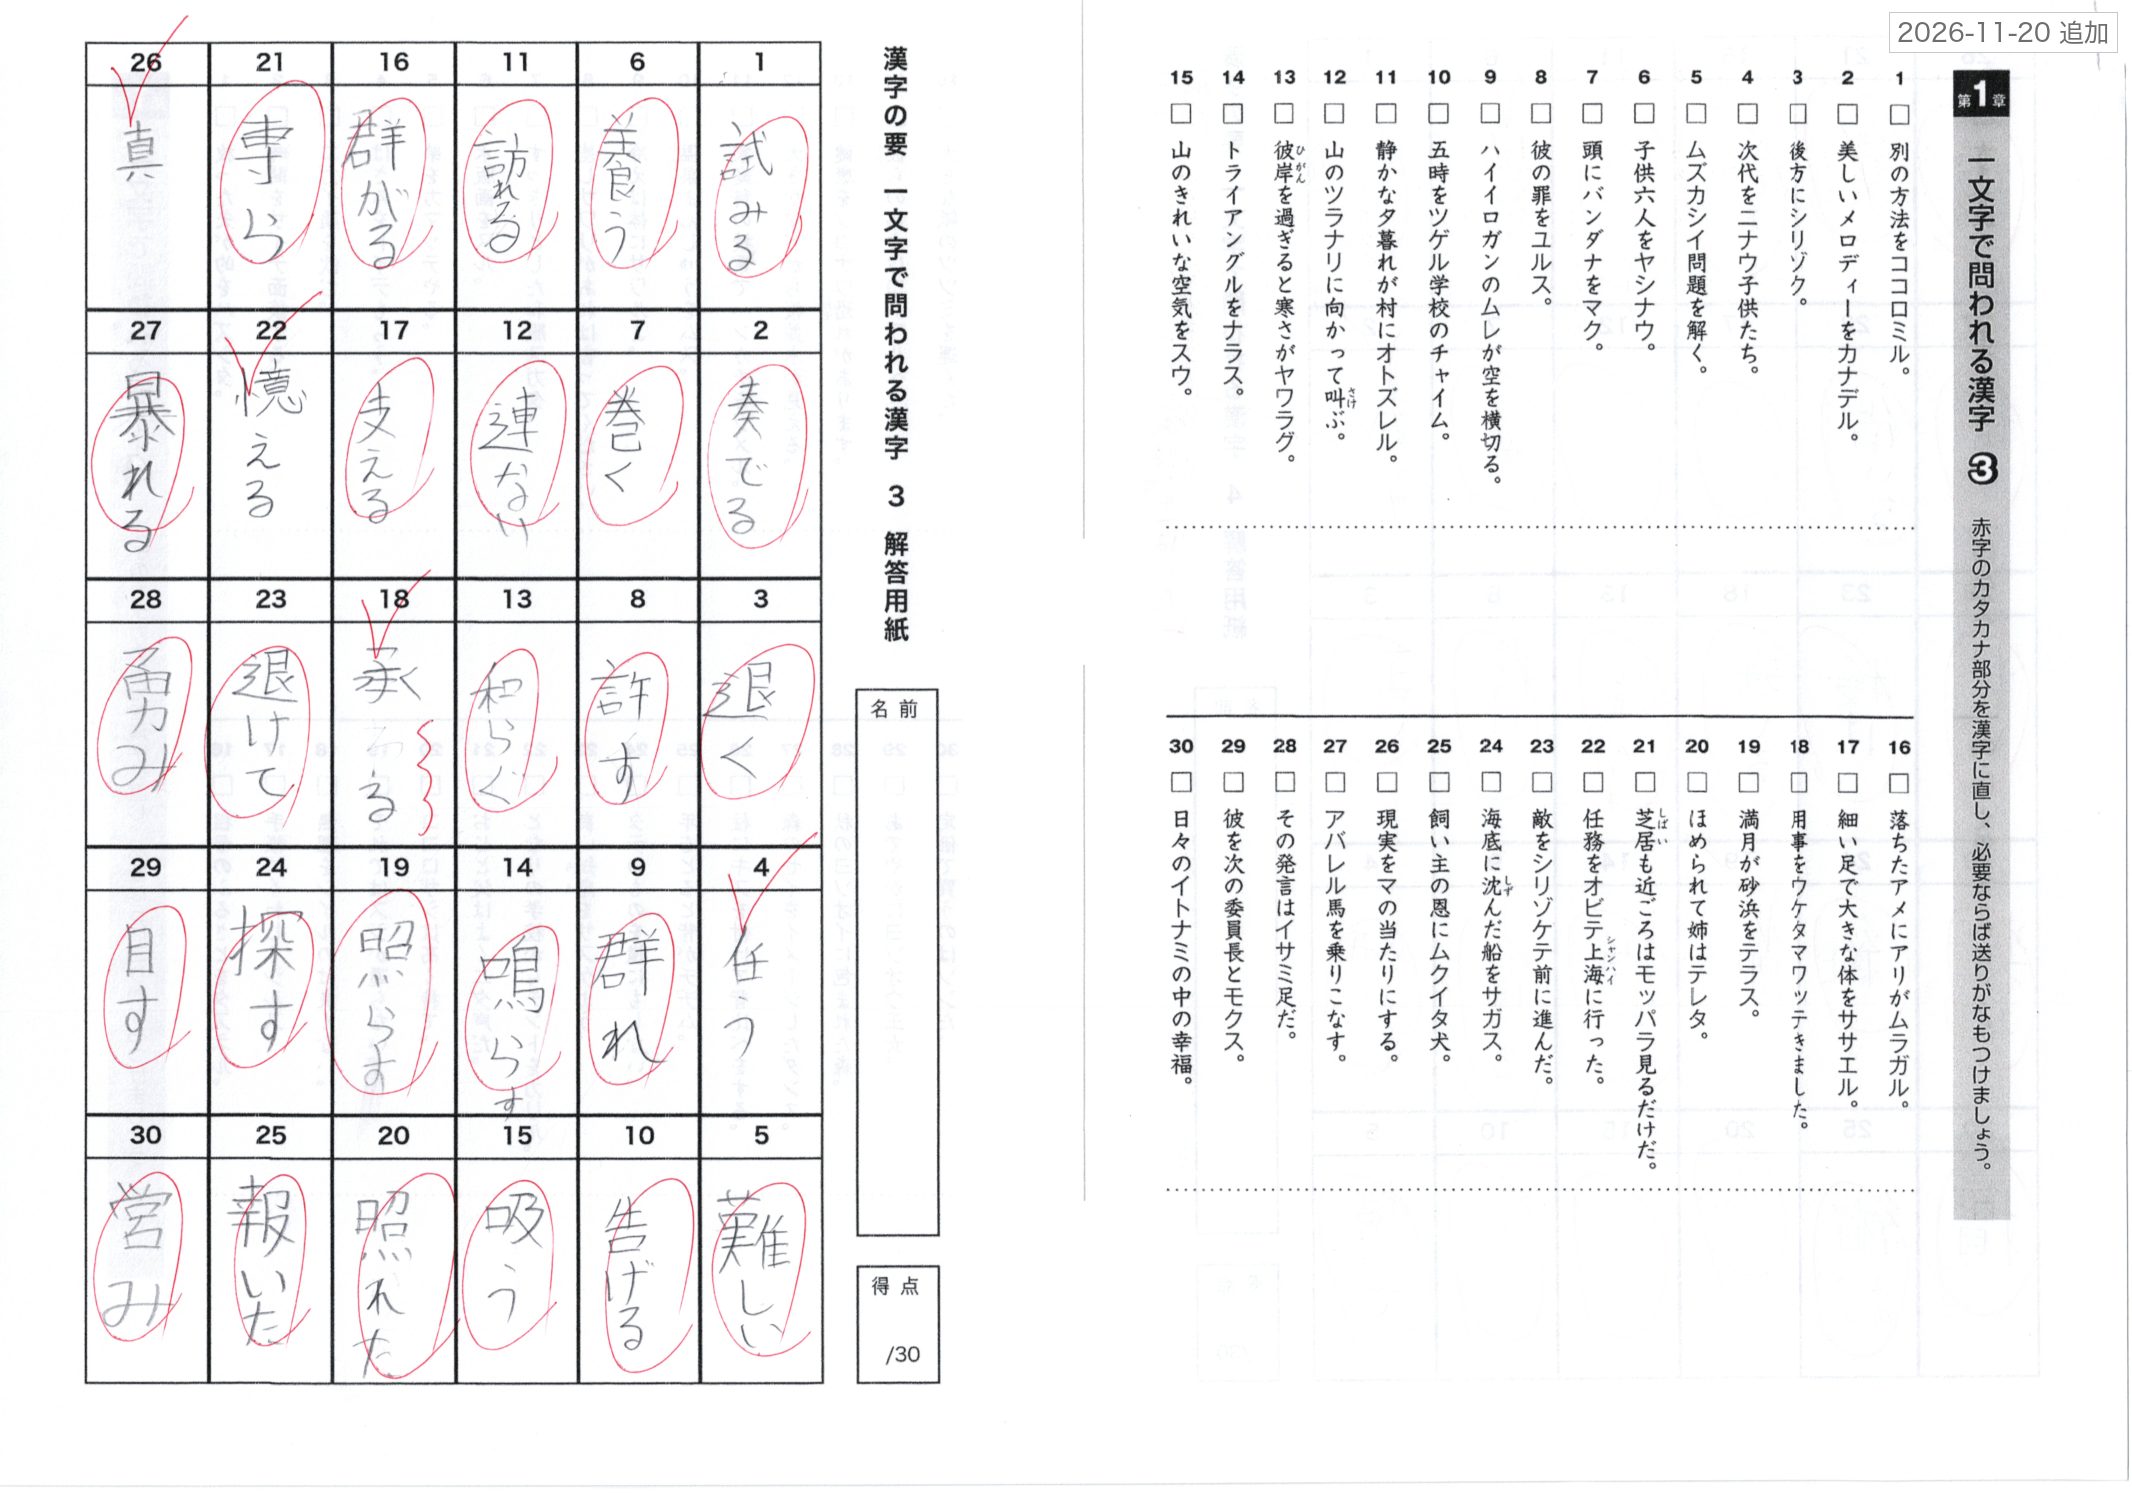 2026-11-20 追加
第1章 一文字で問われる漢字 3 赤字のカタカナ部分を漢字に直し、必要ならば送りがなもつけましょう。
1 別の方法をココロミル。
2 美しいメロディーをカナデル。
3 後方にシリゾク。
4 次代をニナウ子供たち。
5 ムズカシイ問題を解く。
6 子供六人をヤシナウ。
7 頭にバンダナをマク。
8 彼の罪をユルス。
9 ハイイロガンのムレが空を横切る。
10 五時をツゲル学校のチャイム。
11 静かな夕暮れが村にオトズレル。
12 山のツラナリに向かって叫ぶ。
さけ
13 彼岸を過ぎると寒さがヤワラグ。
ひがん
14 トライアングルをナラス。
15 山のきれいな空気をスウ。
16 落ちたアメにアリがムラガル。
17 細い足で大きな体をササエル。
18 用事をウケタマワッテきました。
19 満月が砂浜をテラス。
20 ほめられて姉はテレタ。
21 芝居も近ごろはモッパラ見るだけだ。
しばい
22 任務をオビテ上海に行った。
シャンハイ
23 敵をシリゾケテ前に進んだ。
24 海底に沈んだ船をサガス。
しず
25 飼い主の恩にムクイタ犬。
26 現実をマの当たりにする。
27 アバレル馬を乗りこなす。
28 その発言はイサミ足だ。
29 彼を次の委員長とモクス。
30 日々のイトナミの中の幸福。
漢字の要 一文字で問われる漢字 3 解答用紙
名前
得点
/30
1 試みる
2 奏でる
3 退く
4 任う
5 難しい
6 養う
7 巻く
8 許す
9 群れ
10 告げる
11 訪れる
12 連ない
13 和らぐ
14 鳴らす
15 吸う
16 群がる
17 支える
18 承る
19 照らす
20 照れた
21 専ら
22 憶える
23 退けて
24 探す
25 報いた
26 真
27 暴れる
28 勇み
29 目す
30 営み